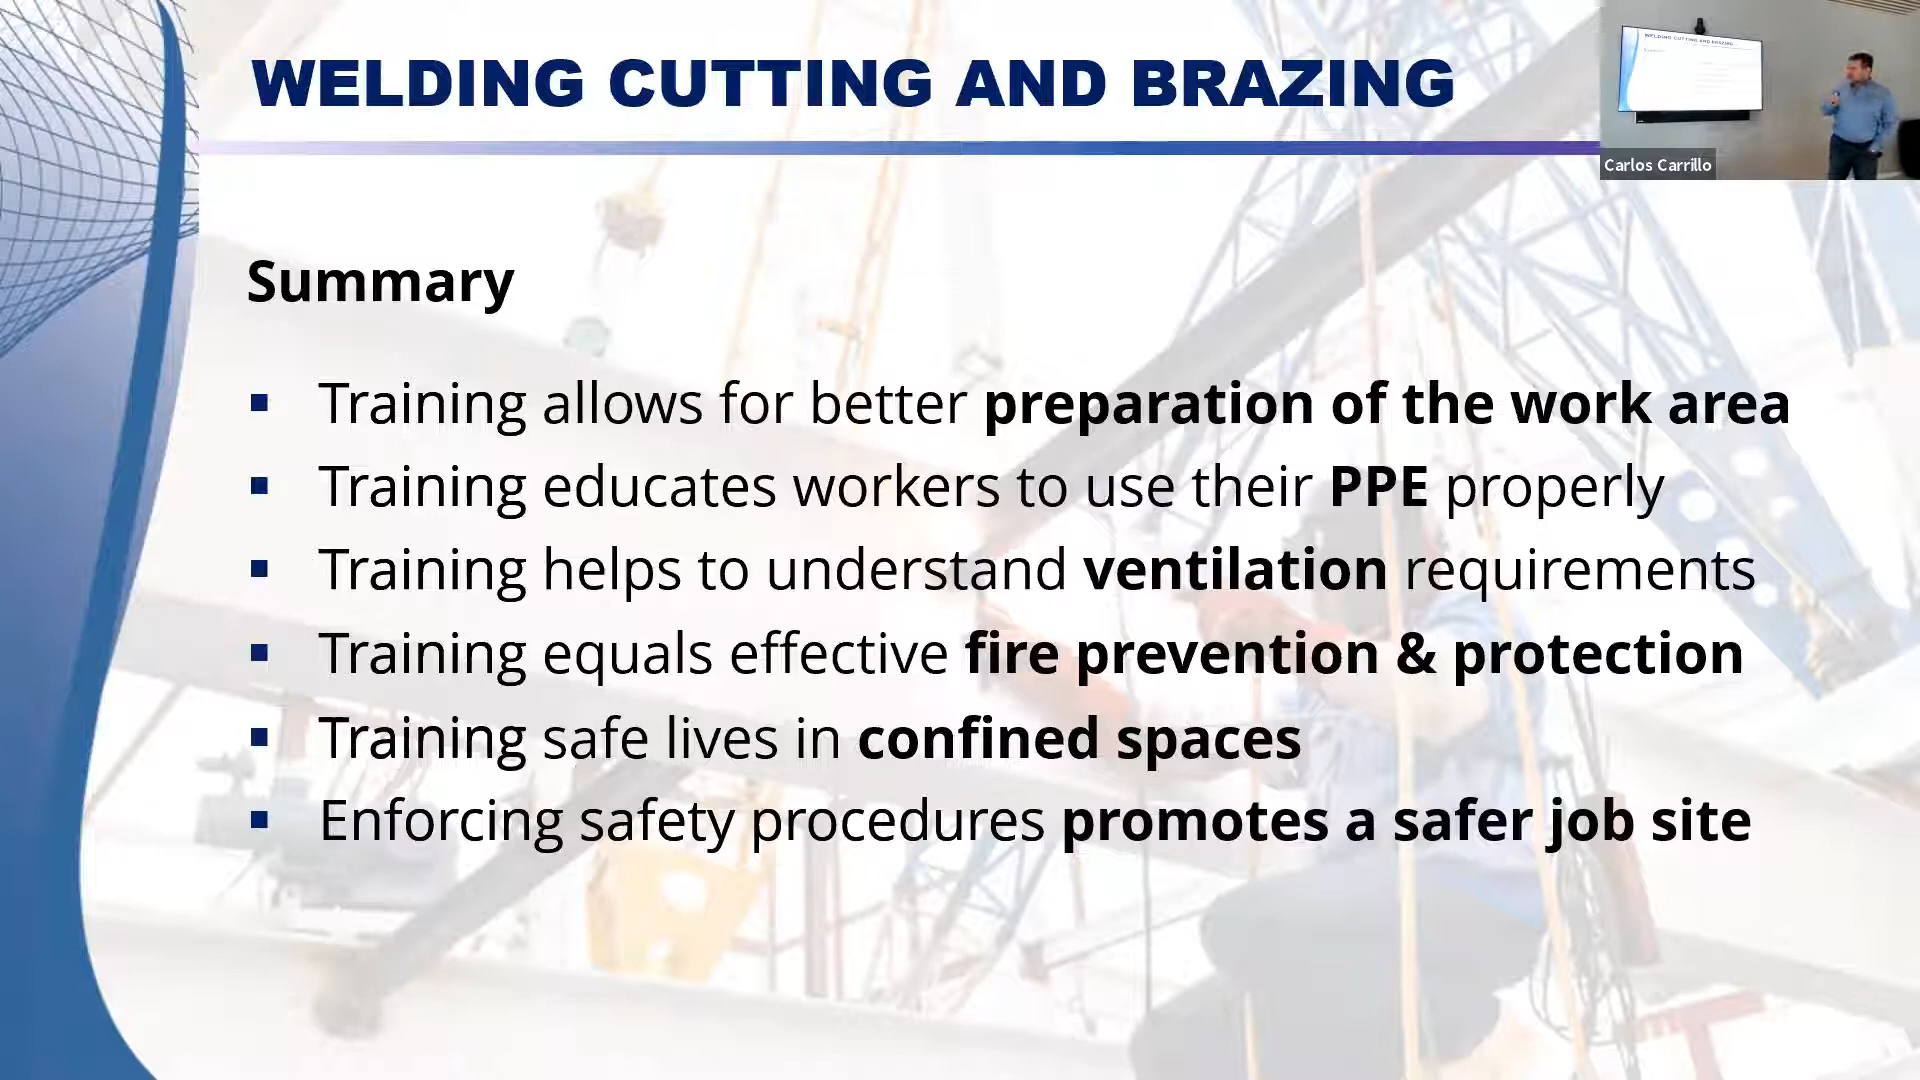 WELDING CUTTING AND BRAZING
Carlos Carrillo
Summary
▪ Training allows for better preparation of the work area
▪ Training educates workers to use their PPE properly
▪ Training helps to understand ventilation requirements
▪ Training equals effective fire prevention & protection
▪ Training safe lives in confined spaces
▪ Enforcing safety procedures promotes a safer job site